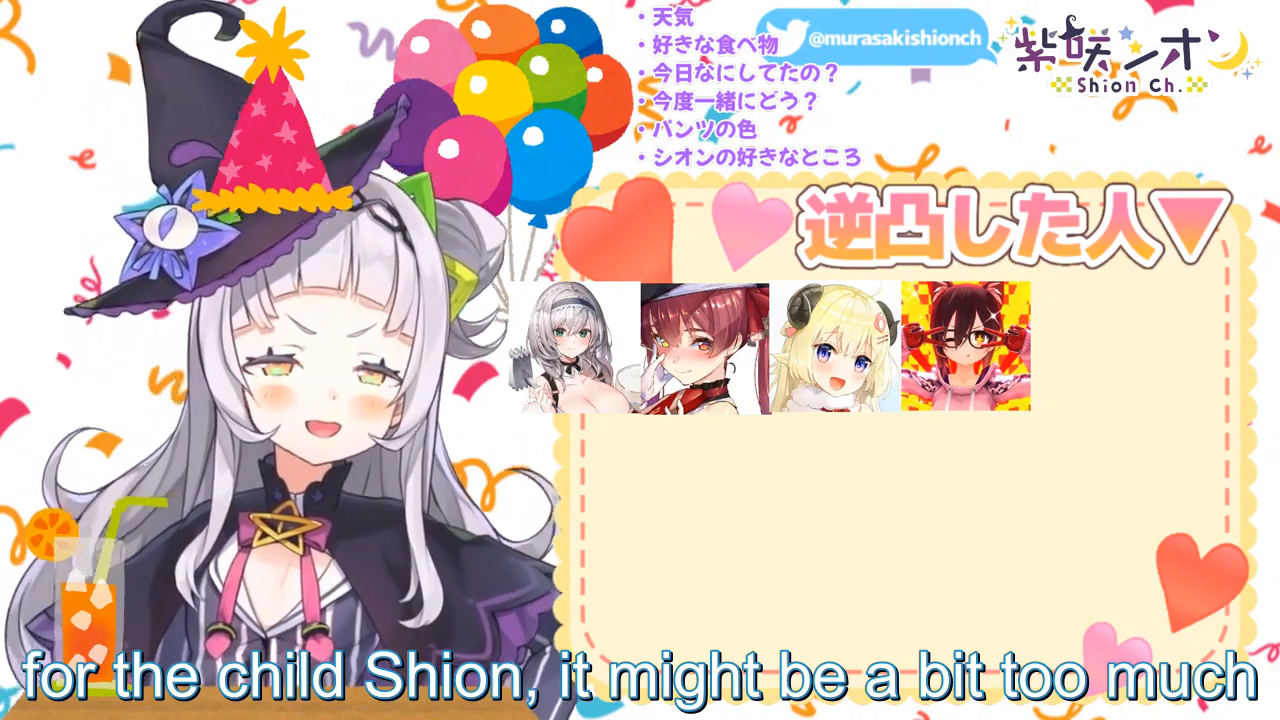 ・天気
・好きな食べ物
・今日なにしてたの？
・今度一緒にどう？
・パンツの色
・シオンの好きなところ
@murasakishionch
紫咲シオン
Shion Ch.
逆凸した人▼
for the child Shion, it might be a bit too much